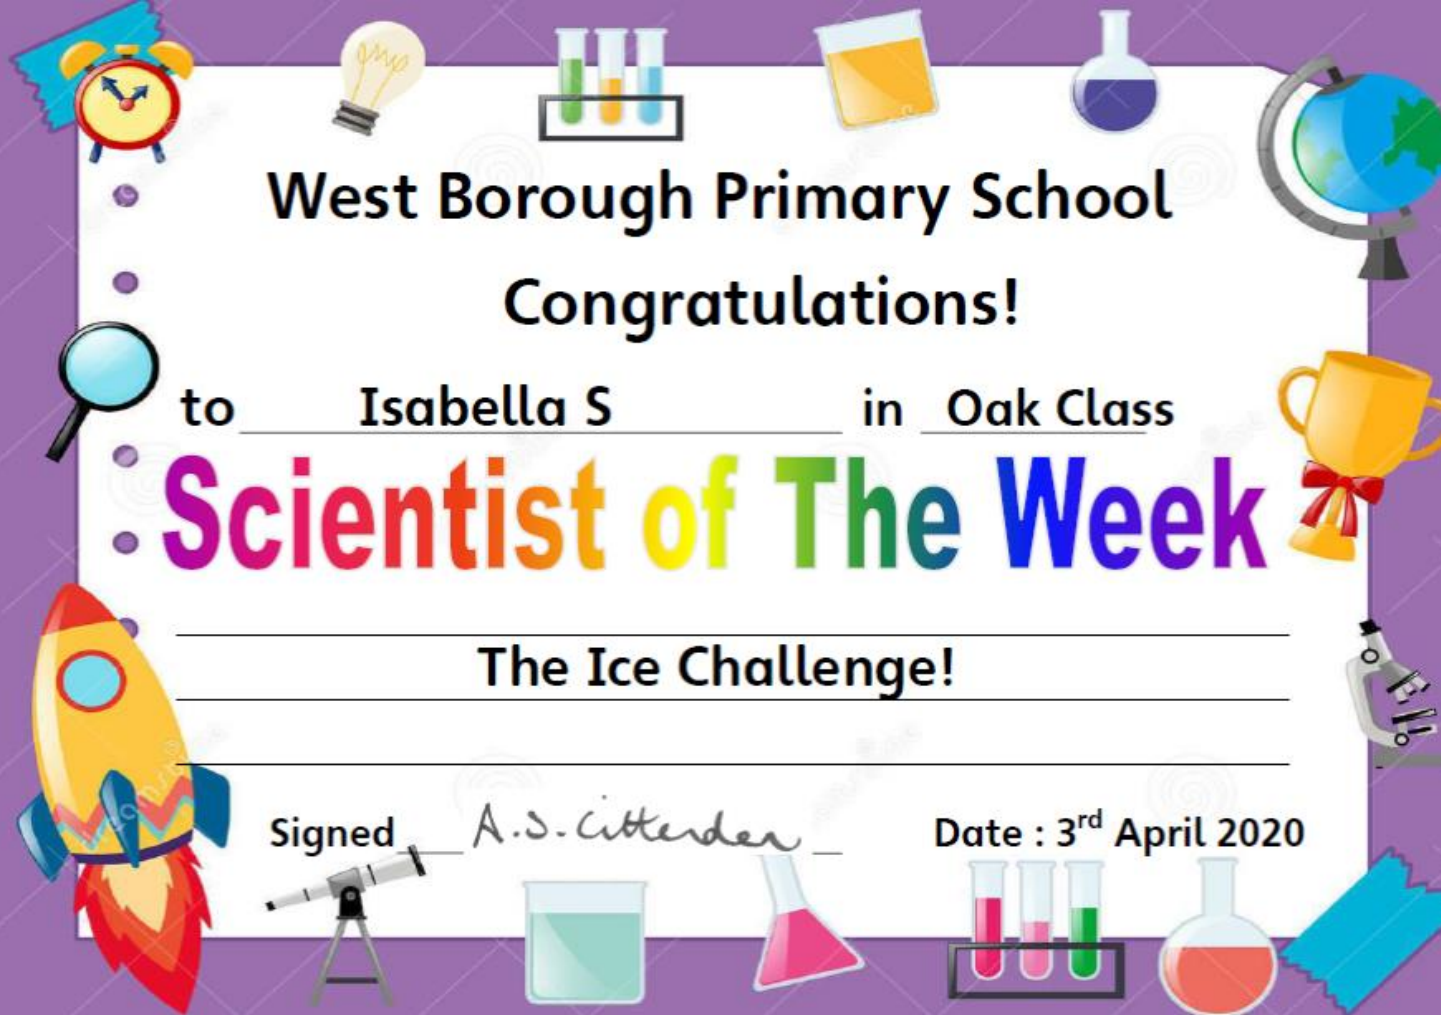 West Borough Primary School
Congratulations!
to Isabella S in Oak Class
Scientist of The Week
The Ice Challenge!
Signed A.S. Citterden Date : 3rd April 2020